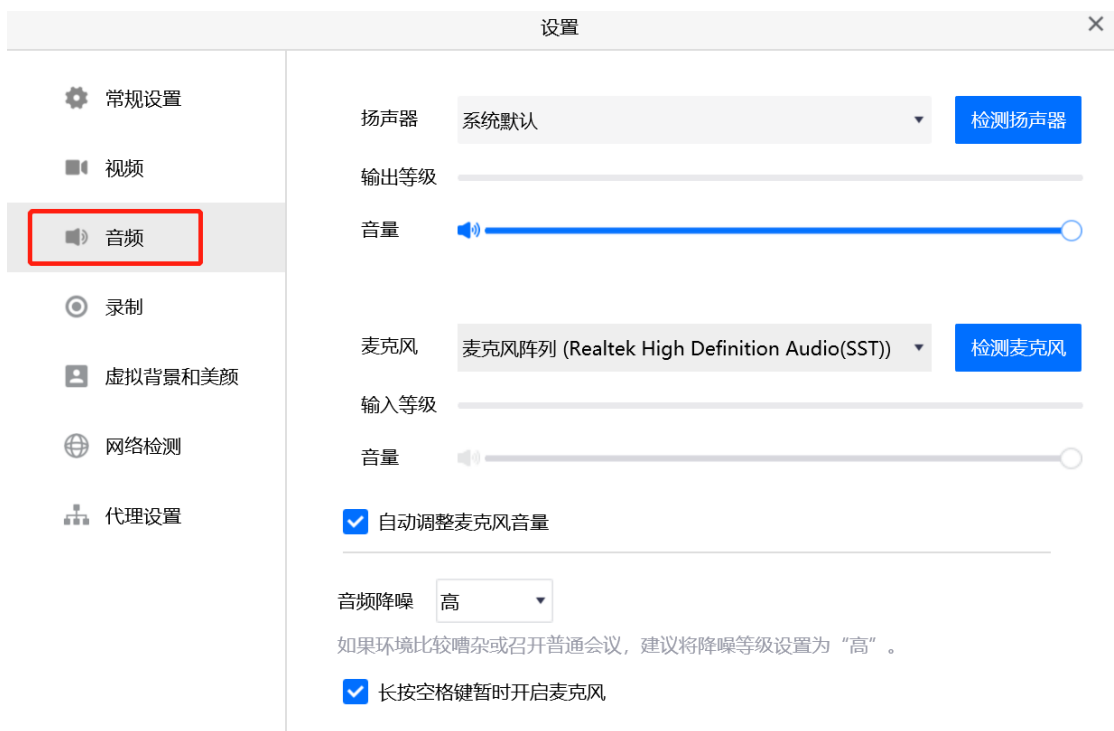 设置
常规设置
视频
音频
录制
虚拟背景和美颜
网络检测
代理设置
扬声器 系统默认 检测扬声器
输出等级
音量
麦克风 麦克风阵列 (Realtek High Definition Audio(SST)) 检测麦克风
输入等级
音量
自动调整麦克风音量
音频降噪 高
如果环境比较嘈杂或召开普通会议，建议将降噪等级设置为“高”。
长按空格键暂时开启麦克风